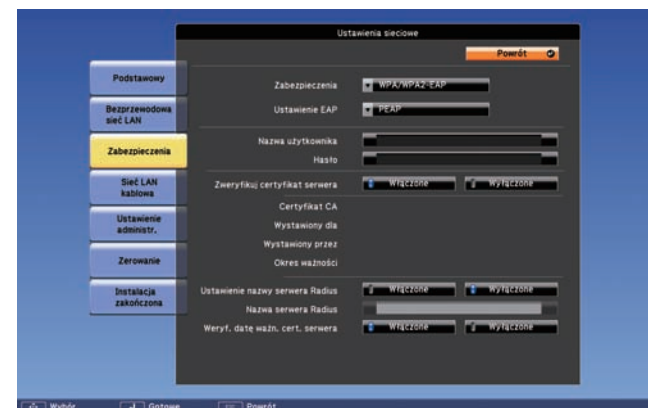 Ustawienia sieciowe
Powrót
Podstawowy
Bezprzewodowa
sieć LAN
Zabezpieczenia
Sieć LAN
kablowa
Ustawienie
administr.
Zerowanie
Instalacja
zakończona
Zabezpieczenia WPA/WPA2-EAP
Ustawienie EAP PEAP
Nazwa użytkownika
Hasło
Zweryfikuj certyfikat serwera Włączone Wyłączone
Certyfikat CA
Wystawiony dla
Wystawiony przez
Okres ważności
Ustawienie nazwy serwera Radius Włączone Wyłączone
Nazwa serwera Radius
Weryf. datę ważn. cert. serwera Włączone Wyłączone
Wybór Gotowe Powrót